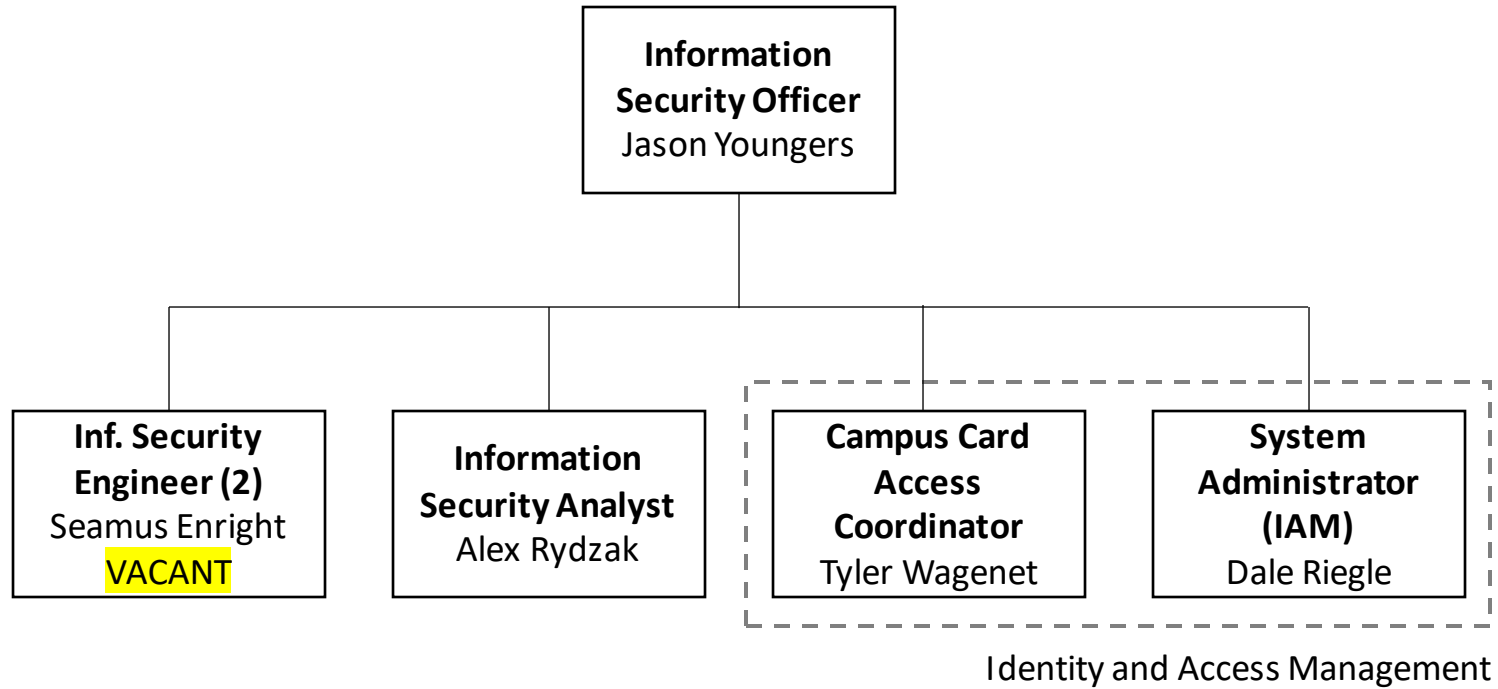 Information
Security Officer
Jason Youngers
Inf. Security
Engineer (2)
Seamus Enright
VACANT
Information
Security Analyst
Alex Rydzak
Campus Card
Access
Coordinator
Tyler Wagenet
System
Administrator
(IAM)
Dale Riegle
Identity and Access Management